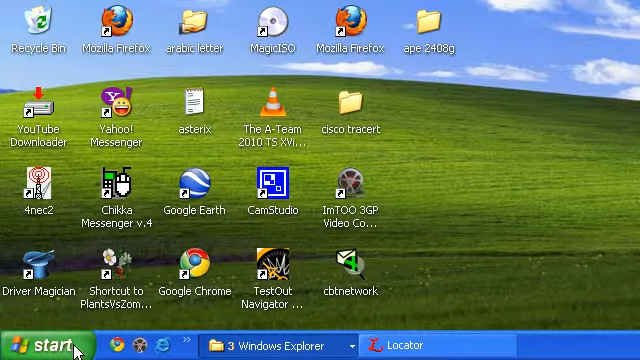 Recycle Bin
Mozilla Firefox
arabic letter
MagicISO
Mozilla Firefox
ape 2408g
YouTube
Downloader
Yahoo!
Messenger
asterix
The A-Team
2010 TS XVi...
cisco tracert
4nec2
Chikka
Messenger v.4
Google Earth
CamStudio
ImTOO 3GP
Video Co...
Driver Magician
Shortcut to
PlantsVsZom...
Google Chrome
TestOut
Navigator ...
cbtnetwork
start
»
3 Windows Explorer
Locator